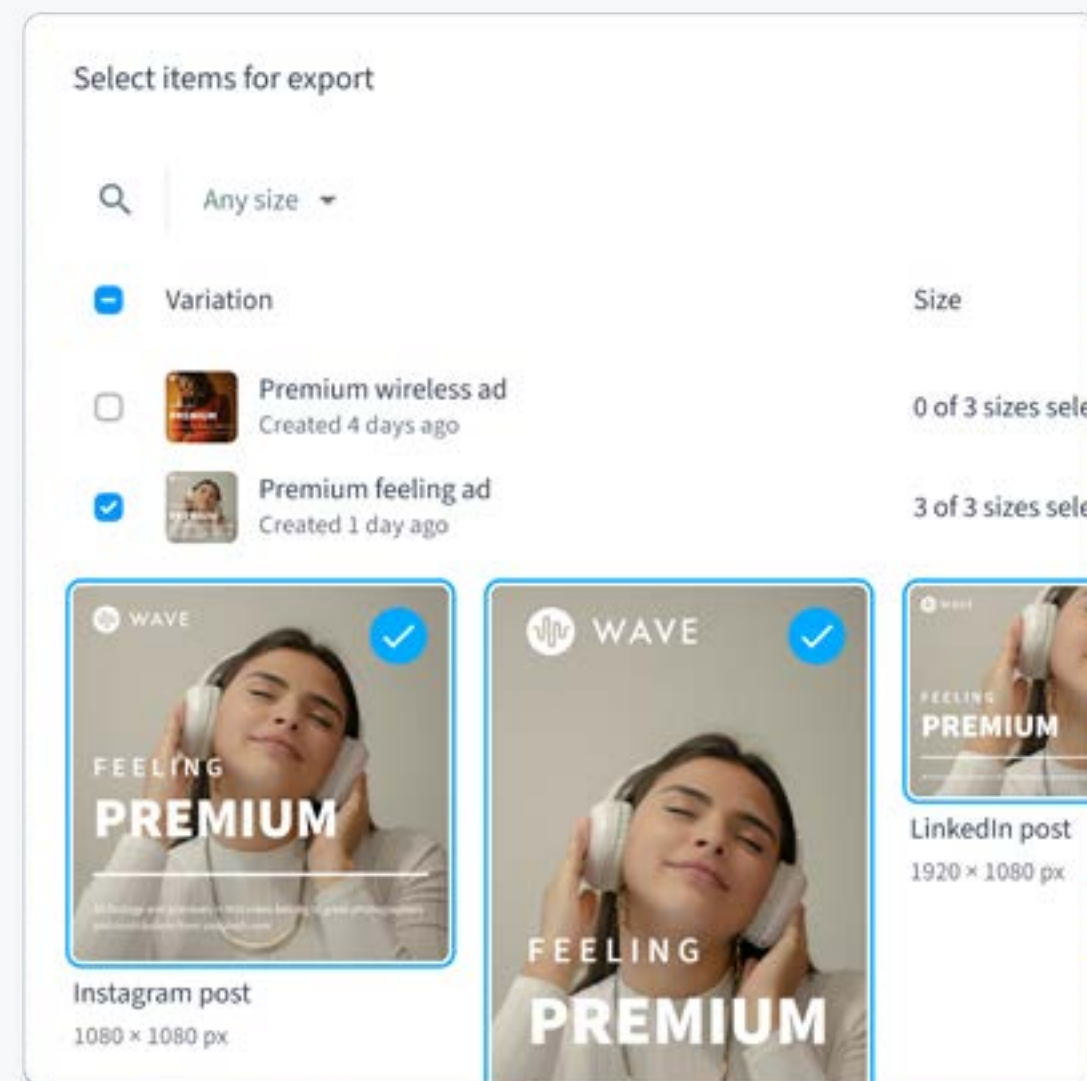 Select items for export
Any size
Variation
Size
Premium wireless ad
Created 4 days ago
0 of 3 sizes sele
PREMIUM
Premium feeling ad
Created 1 day ago
3 of 3 sizes sele
WAVE
FEELING
PREMIUM
Instagram post
1080 × 1080 px
WAVE
FEELING
PREMIUM
WAVE
FEELING
PREMIUM
LinkedIn post
1920 × 1080 px